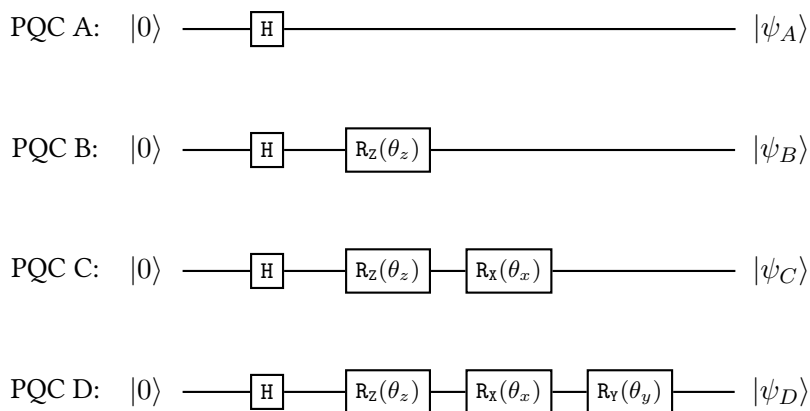 PQC A: |0⟩ H |ψ_A⟩
PQC B: |0⟩ H R_Z(θ_z) |ψ_B⟩
PQC C: |0⟩ H R_Z(θ_z) R_X(θ_x) |ψ_C⟩
PQC D: |0⟩ H R_Z(θ_z) R_X(θ_x) R_Y(θ_y) |ψ_D⟩